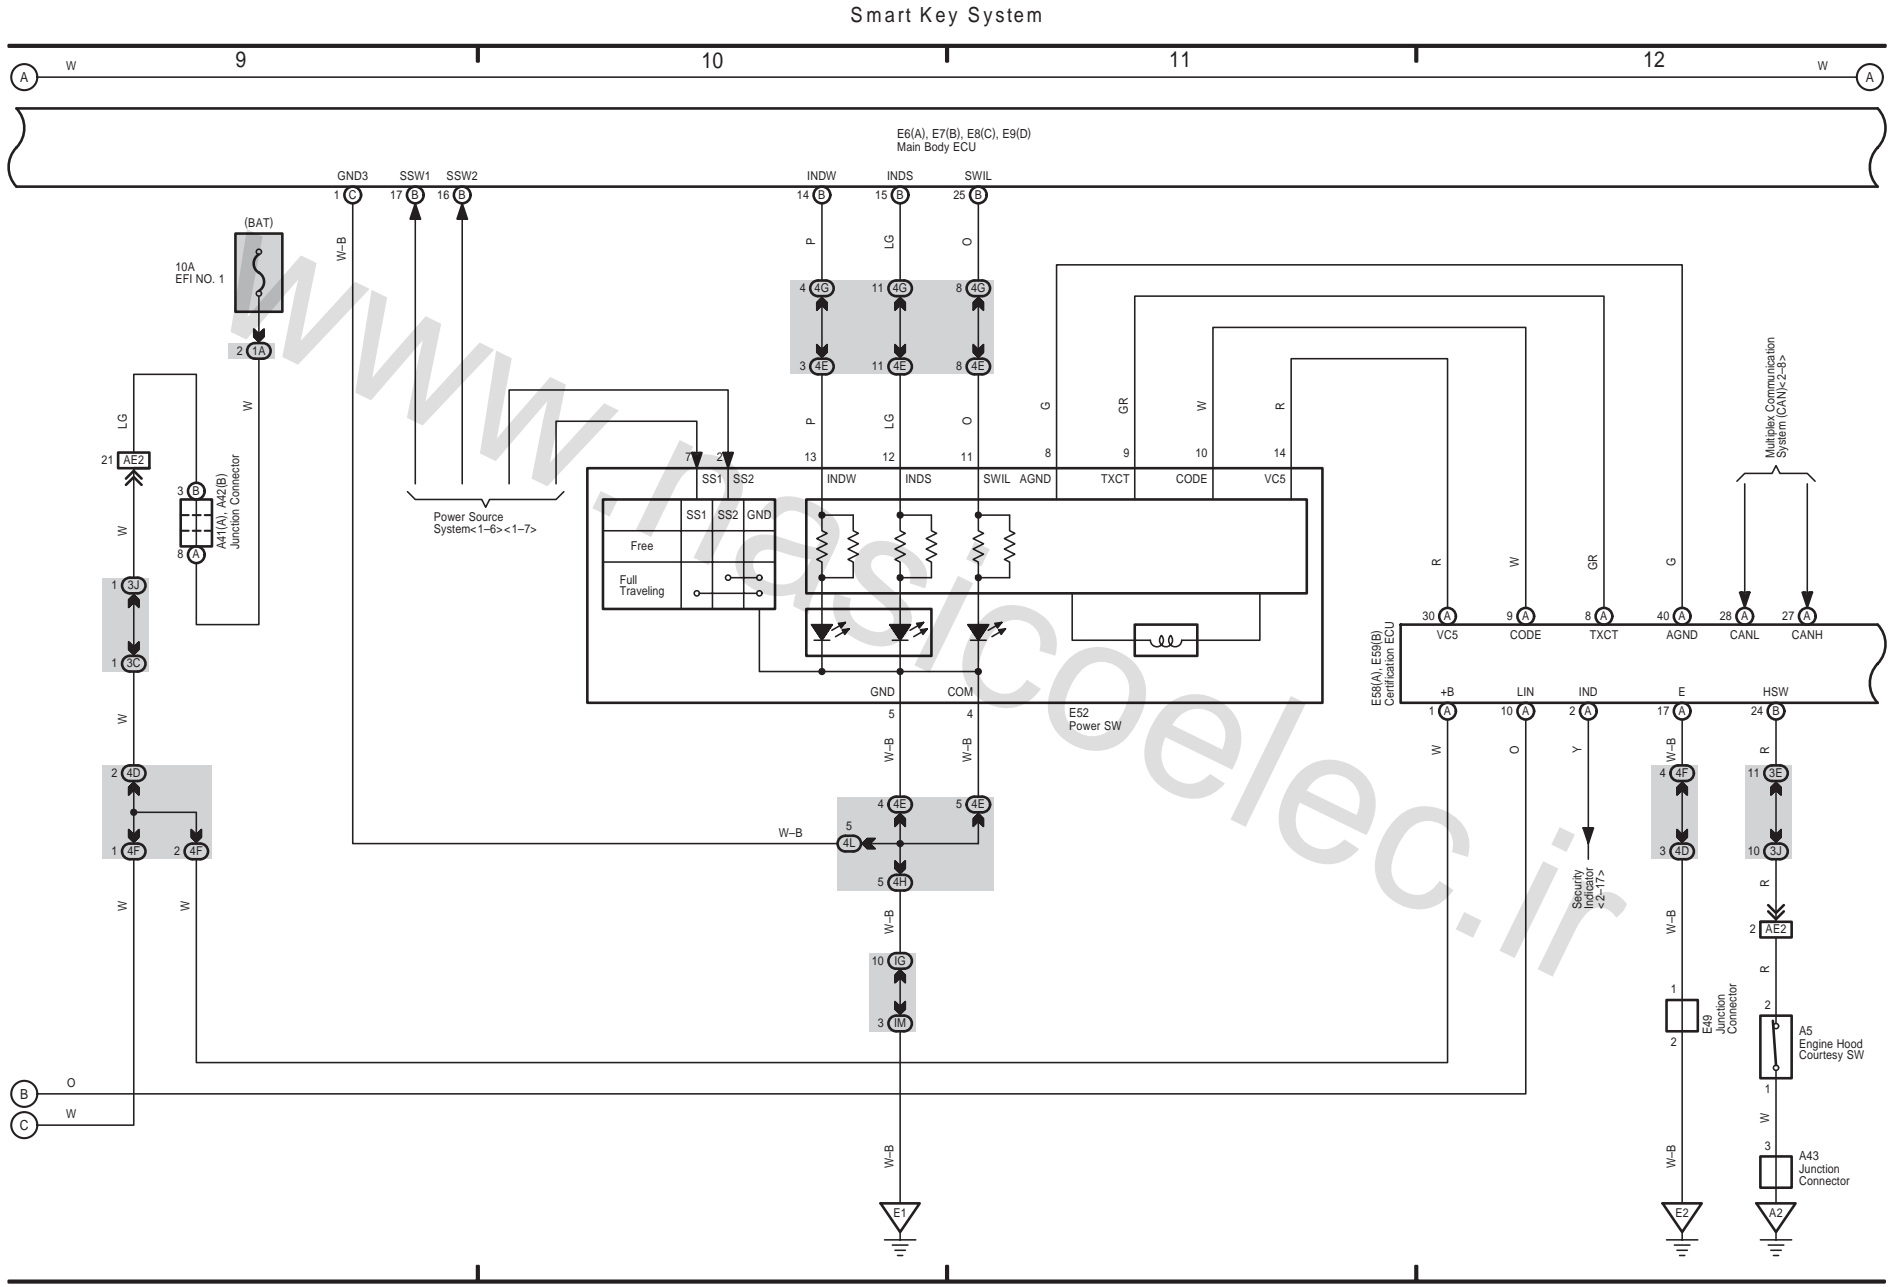 Smart Key System
9
10
11
12
A
W
W
A
E6(A), E7(B), E8(C), E9(D)
Main Body ECU
GND3
SSW1
SSW2
INDW
INDS
SWIL
1 C
17 B
16 B
14 B
15 B
25 B
(BAT)
10A
EFI NO. 1
2 1A
W–B
P
LG
O
4 4G
11 4G
8 4G
3 4E
11 4E
8 4E
LG
W
21 AE2
3 B
8 A
A41(A), A42(B)
Junction Connector
W
1 3J
1 3C
W
2 4D
1 4F
2 4F
W
W
Power Source
System<1–6><1–7>
P
LG
O
G
GR
W
R
7
2
13
12
11
8
9
10
14
SS1
SS2
INDW
INDS
SWIL
AGND
TXCT
CODE
VC5
SS1
SS2
GND
Free
Full
Traveling
GND
COM
5
4
E52
Power SW
W–B
W–B
4 4E
5 4E
W–B
5
4L
5 4H
W–B
10 IG
3 IM
W–B
E1
Multiplex Communication
System (CAN)<2–8>
R
W
GR
G
30 A
9 A
8 A
40 A
28 A
27 A
VC5
CODE
TXCT
AGND
CANL
CANH
E58(A), E59(B)
Certification ECU
+B
LIN
IND
E
HSW
1 A
10 A
2 A
17 A
24 B
W
O
Y
W–B
R
4 4F
11 3E
3 4D
10 3J
Security
Indicator
<2–17>
W–B
R
2 AE2
R
1
E49
Junction
Connector
2
2
A5
Engine Hood
Courtesy SW
1
W
3
A43
Junction
Connector
W–B
E2
A2
B
O
C
W
www.nasicoelec.ir